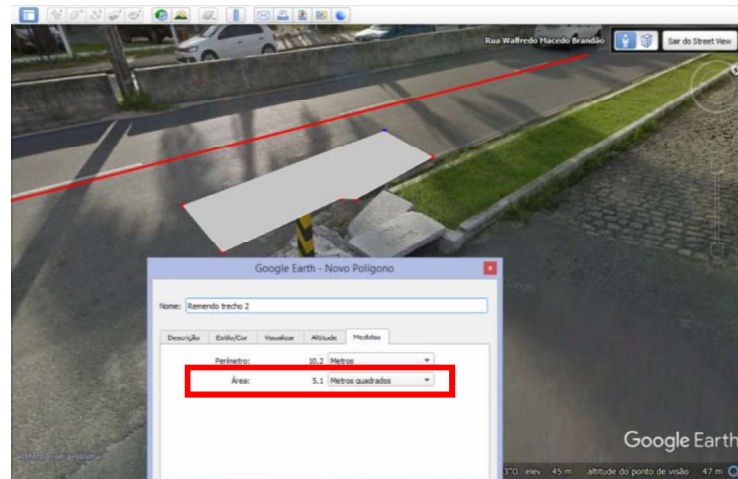 Rua Walfredo Macedo Brandão
Sair do Street View
Google Earth - Novo Polígono
Nome: Remendo trecho 2
Descrição Estilo/Cor Visualizar Altitude Medidas
Perímetro: 10,2 Metros
Área: 5,1 Metros quadrados
Google Earth
3"O elev 45 m altitude do ponto de visão 47 m